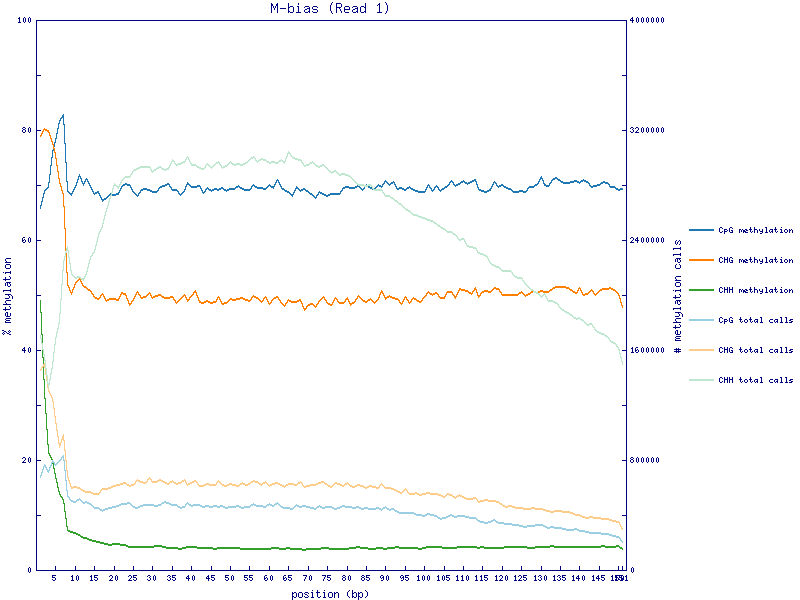 M-bias (Read 1)
100
80
60
40
20
0
% methylation
4000000
3200000
2400000
1600000
800000
0
# methylation calls
CpG methylation
CHG methylation
CHH methylation
CpG total calls
CHG total calls
CHH total calls
5 10 15 20 25 30 35 40 45 50 55 60 65 70 75 80 85 90 95 100 105 110 115 120 125 130 135 140 145 150 151
position (bp)